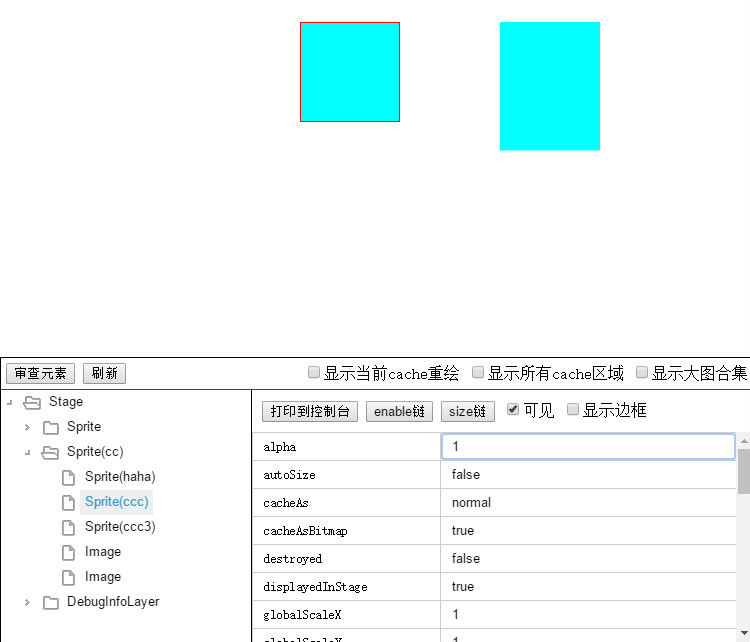 审查元素 刷新 显示当前cache重绘 显示所有cache区域 显示大图合集
Stage
Sprite
Sprite(cc)
Sprite(haha)
Sprite(ccc)
Sprite(ccc3)
Image
Image
DebugInfoLayer
打印到控制台 enable链 size链 可见 显示边框
alpha 1
autoSize false
cacheAs normal
cacheAsBitmap true
destroyed false
displayedInStage true
globalScaleX 1